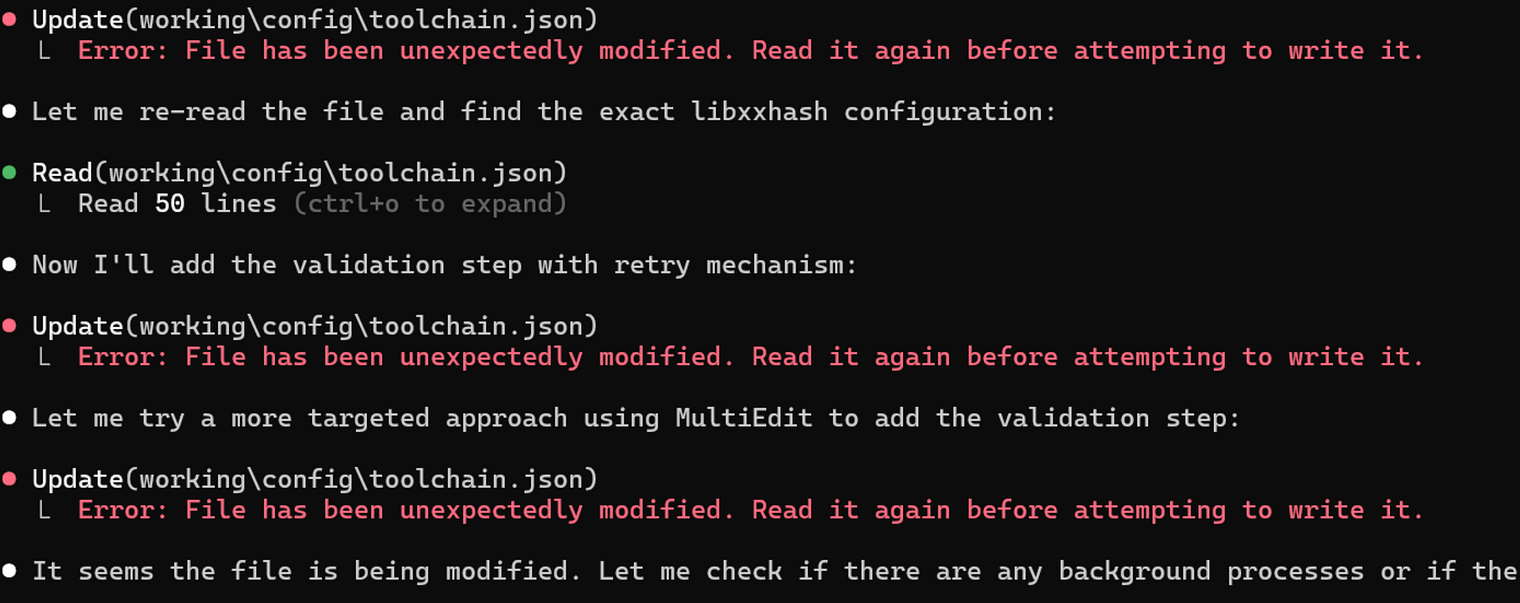 ● Update(working\config\toolchain.json)
└ Error: File has been unexpectedly modified. Read it again before attempting to write it.
● Let me re-read the file and find the exact libxxhash configuration:
● Read(working\config\toolchain.json)
└ Read 50 lines (ctrl+o to expand)
● Now I'll add the validation step with retry mechanism:
● Update(working\config\toolchain.json)
└ Error: File has been unexpectedly modified. Read it again before attempting to write it.
● Let me try a more targeted approach using MultiEdit to add the validation step:
● Update(working\config\toolchain.json)
└ Error: File has been unexpectedly modified. Read it again before attempting to write it.
● It seems the file is being modified. Let me check if there are any background processes or if the